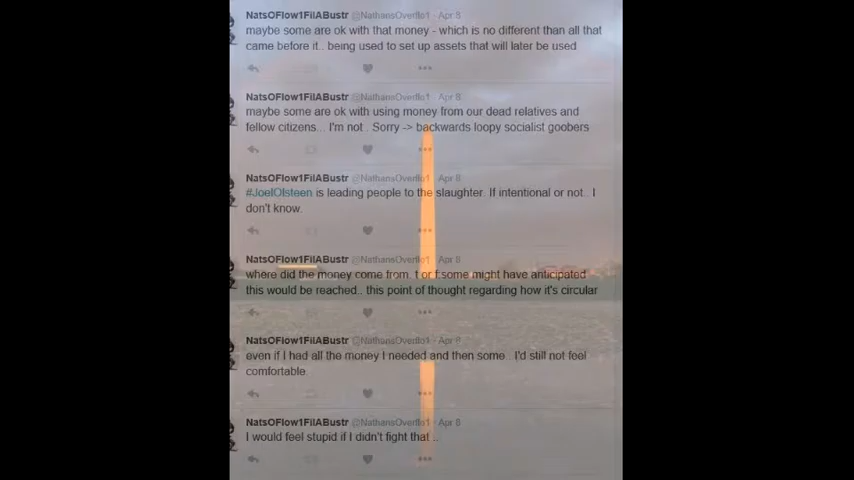 NatsOFlow1FilABustr @NathansOverflo1 · Apr 8
maybe some are ok with that money - which is no different than all that
came before it.. being used to set up assets that will later be used
NatsOFlow1FilABustr @NathansOverflo1 · Apr 8
maybe some are ok with using money from our dead relatives and
fellow citizens... I'm not.. Sorry -> backwards loopy socialist goobers
NatsOFlow1FilABustr @NathansOverflo1 · Apr 8
#JoelOlsteen is leading people to the slaughter. If intentional or not.. I
don't know.
NatsOFlow1FilABustr @NathansOverflo1 · Apr 8
where did the money come from. t or f:some might have anticipated
this would be reached.. this point of thought regarding how it's circular
NatsOFlow1FilABustr @NathansOverflo1 · Apr 8
even if I had all the money I needed and then some.. I'd still not feel
comfortable.
NatsOFlow1FilABustr @NathansOverflo1 · Apr 8
I would feel stupid if I didn't fight that ..